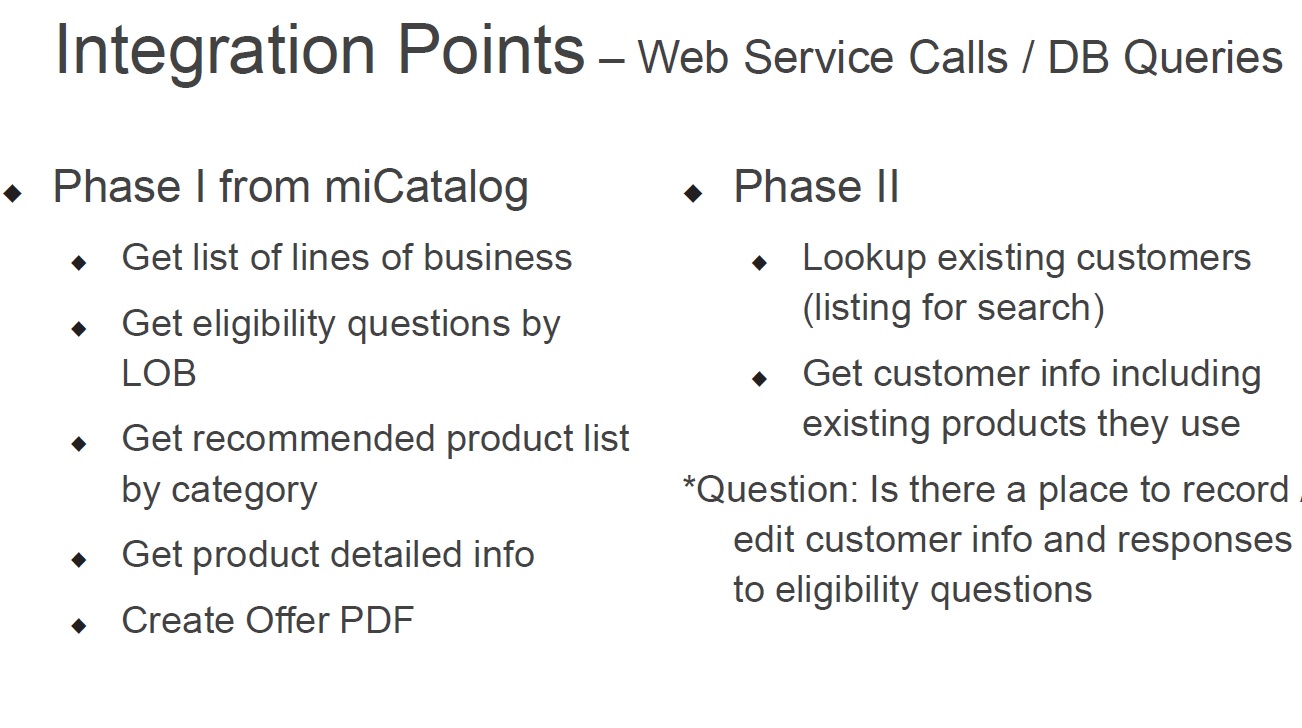 Integration Points – Web Service Calls / DB Queries
Phase I from miCatalog
Get list of lines of business
Get eligibility questions by
LOB
Get recommended product list
by category
Get product detailed info
Create Offer PDF
Phase II
Lookup existing customers
(listing for search)
Get customer info including
existing products they use
*Question: Is there a place to record /
edit customer info and responses
to eligibility questions